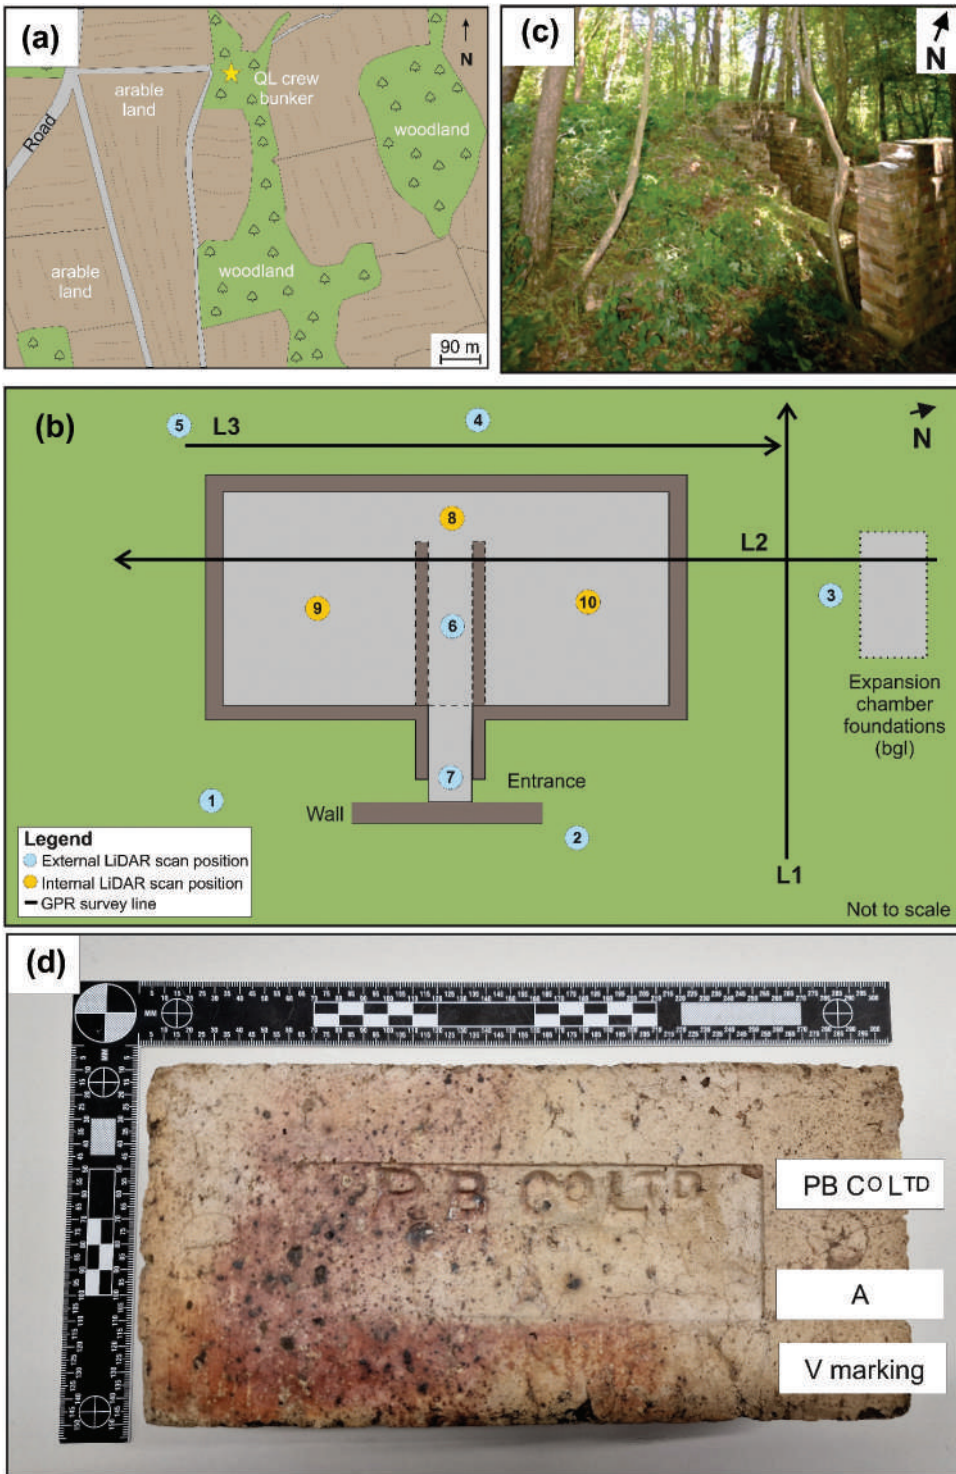 (a)
N
QL crew
bunker
arable
land
Road
woodland
arable
land
woodland
90 m
(c)
N
(b)
5
L3
4
N
8
L2
9
6
10
3
Expansion
chamber
foundations
(bgl)
7
Entrance
1
Wall
2
Legend
External LiDAR scan position
Internal LiDAR scan position
GPR survey line
L1
Not to scale
(d)
MM
MM
P B CO LTD
PB CO LTD
A
V marking